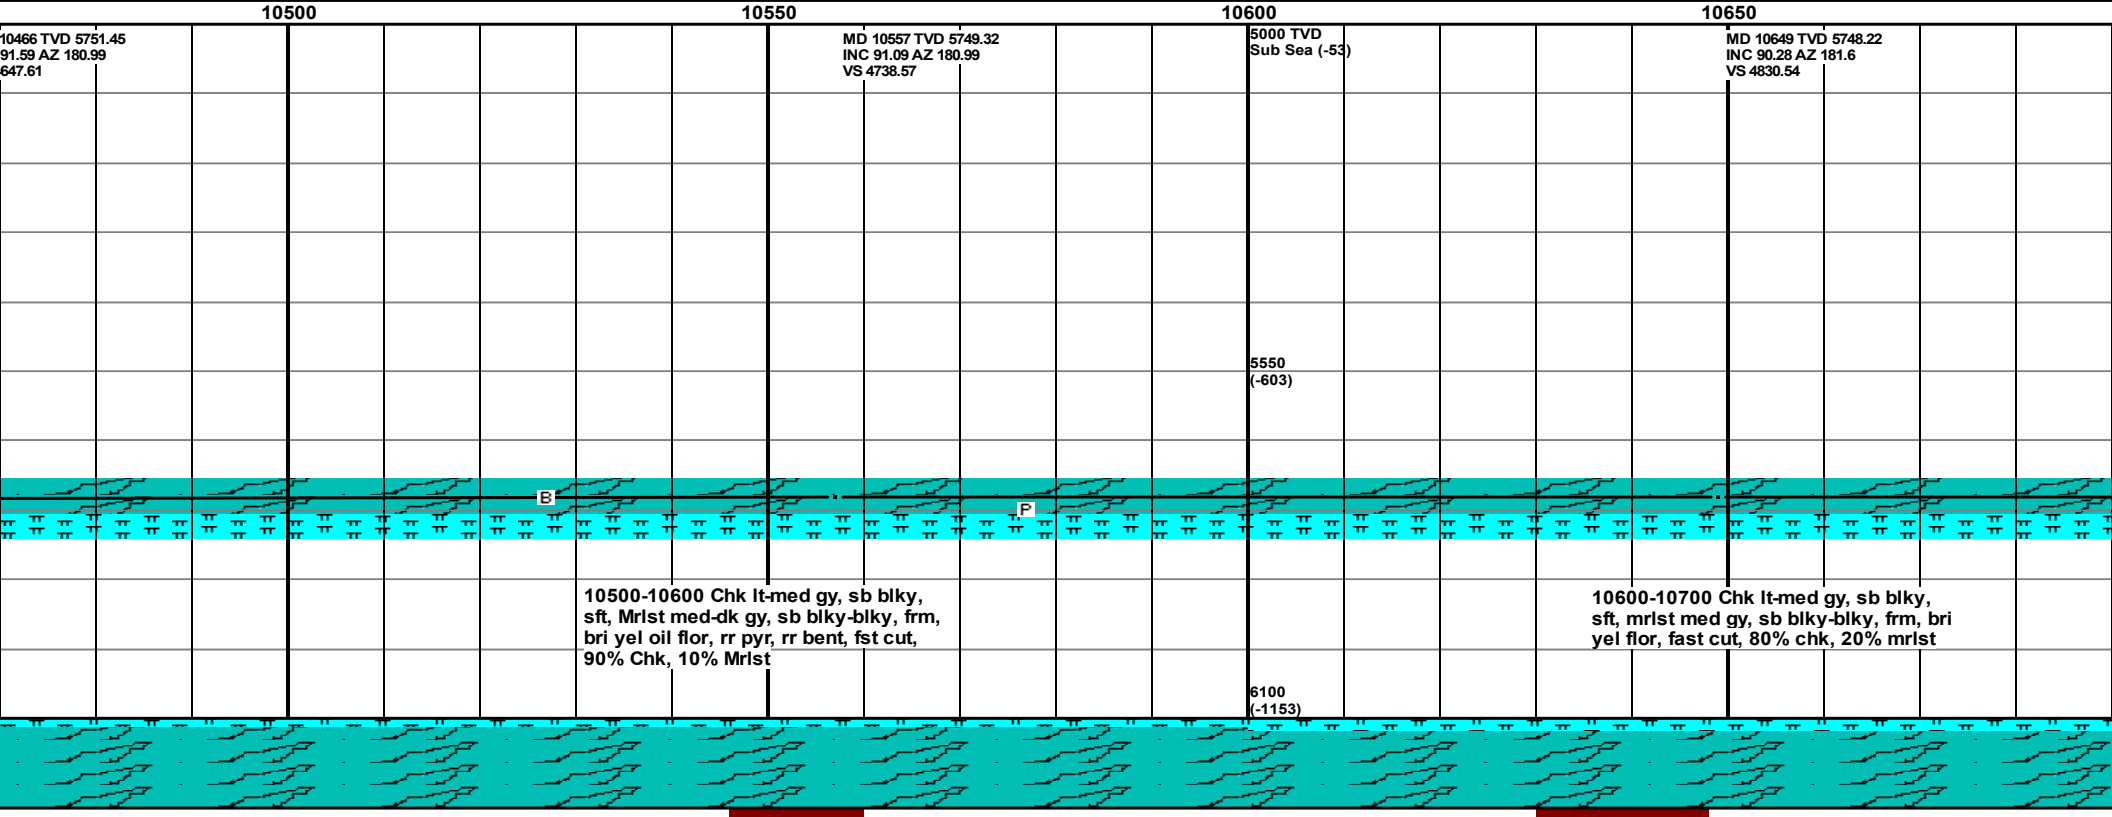 10500 10550 10600 10650
10466 TVD 5751.45
91.59 AZ 180.99
647.61
MD 10557 TVD 5749.32
INC 91.09 AZ 180.99
VS 4738.57
5000 TVD
Sub Sea (-53)
MD 10649 TVD 5748.22
INC 90.28 AZ 181.6
VS 4830.54
5550
(-603)
B
P
10500-10600 Chk lt-med gy, sb blky,
sft, Mrlst med-dk gy, sb blky-blky, frm,
bri yel oil flor, rr pyr, rr bent, fst cut,
90% Chk, 10% Mrlst
10600-10700 Chk lt-med gy, sb blky,
sft, mrlst med gy, sb blky-blky, frm, bri
yel flor, fast cut, 80% chk, 20% mrlst
6100
(-1153)